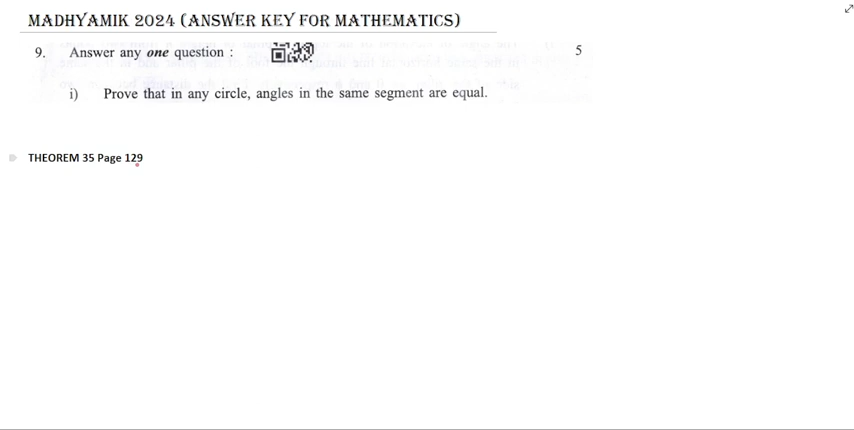 MADHYAMIK 2024 (ANSWER KEY FOR MATHEMATICS)
9. Answer any one question : 5
i) Prove that in any circle, angles in the same segment are equal.
THEOREM 35 Page 129